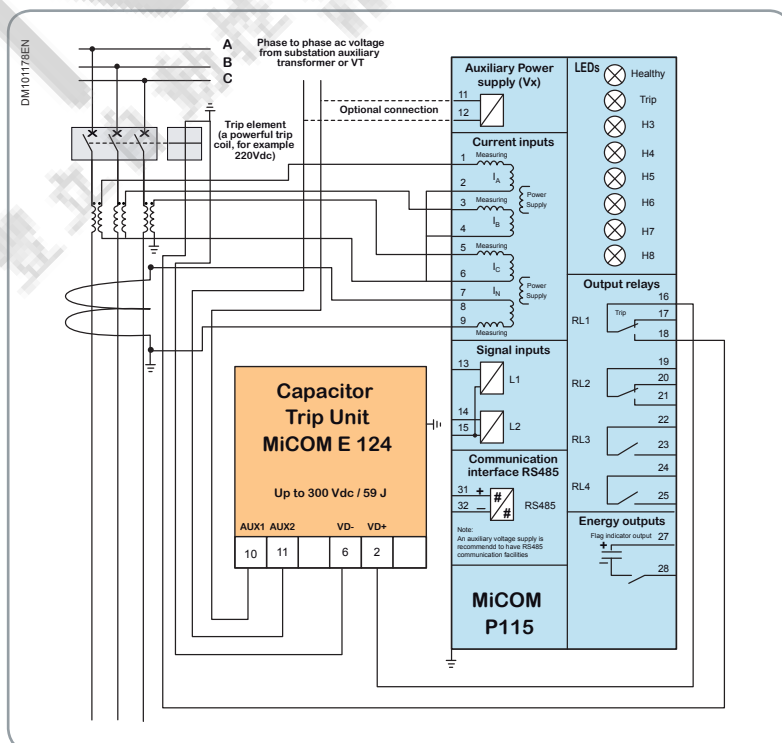 DM101178EN
A
B
C
Phase to phase ac voltage
from substation auxiliary
transformer or VT
Optional connection
Trip element
(a powerful trip
coil, for example
220Vdc)
Auxiliary Power
supply (Vx)
11
12
Current inputs
1
Measuring
IA
2
3
Measuring
Power
Supply
IB
4
5
Measuring
IC
6
7
IN
Power
Supply
8
9
Measuring
Signal inputs
13
L1
14
15
L2
Communication
interface RS485
31 +
32 –
#
#
RS485
Note:
An auxiliary voltage supply is
recommendd to have RS485
communication facilities
MiCOM
P115
LEDs
Healthy
Trip
H3
H4
H5
H6
H7
H8
Output relays
16
Trip
17
RL1
18
19
20
RL2
21
22
RL3
23
24
RL4
25
Energy outputs
Flag indicator output 27
+
–
28
Capacitor
Trip Unit
MiCOM E 124
Up to 300 Vdc / 59 J
AUX1 AUX2 VD- VD+
10 11 6 2